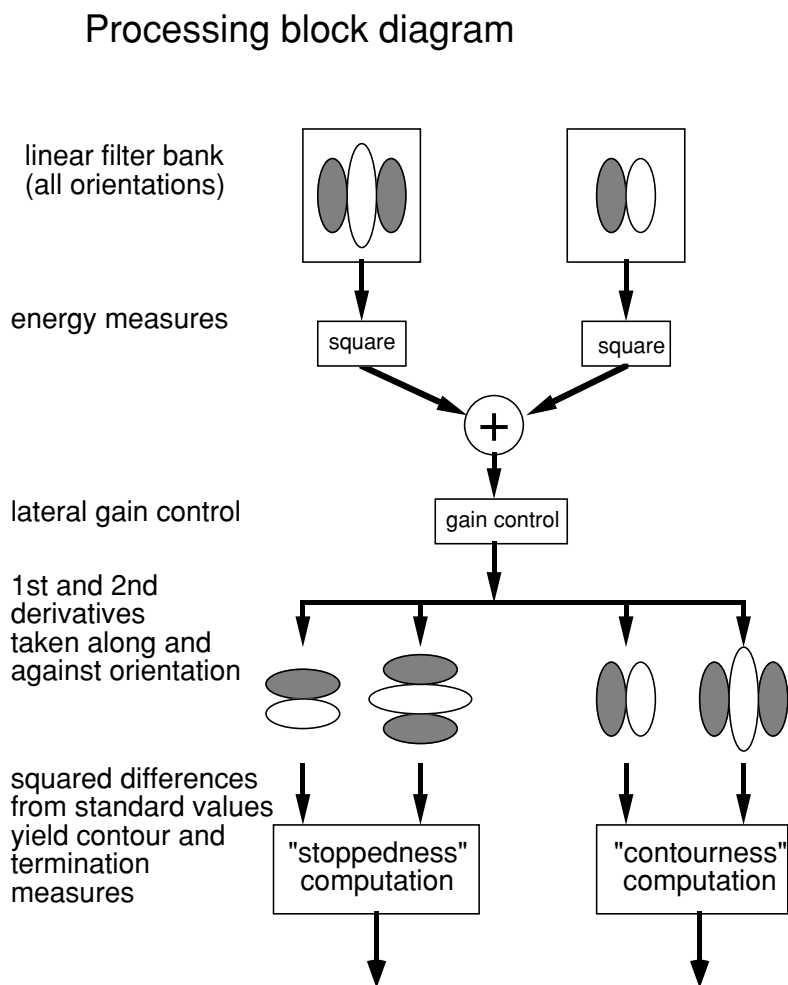 Processing block diagram
linear filter bank
(all orientations)
energy measures
square
square
+
lateral gain control
gain control
1st and 2nd
derivatives
taken along and
against orientation
squared differences
from standard values
yield contour and
termination
measures
"stoppedness"
computation
"contourness"
computation